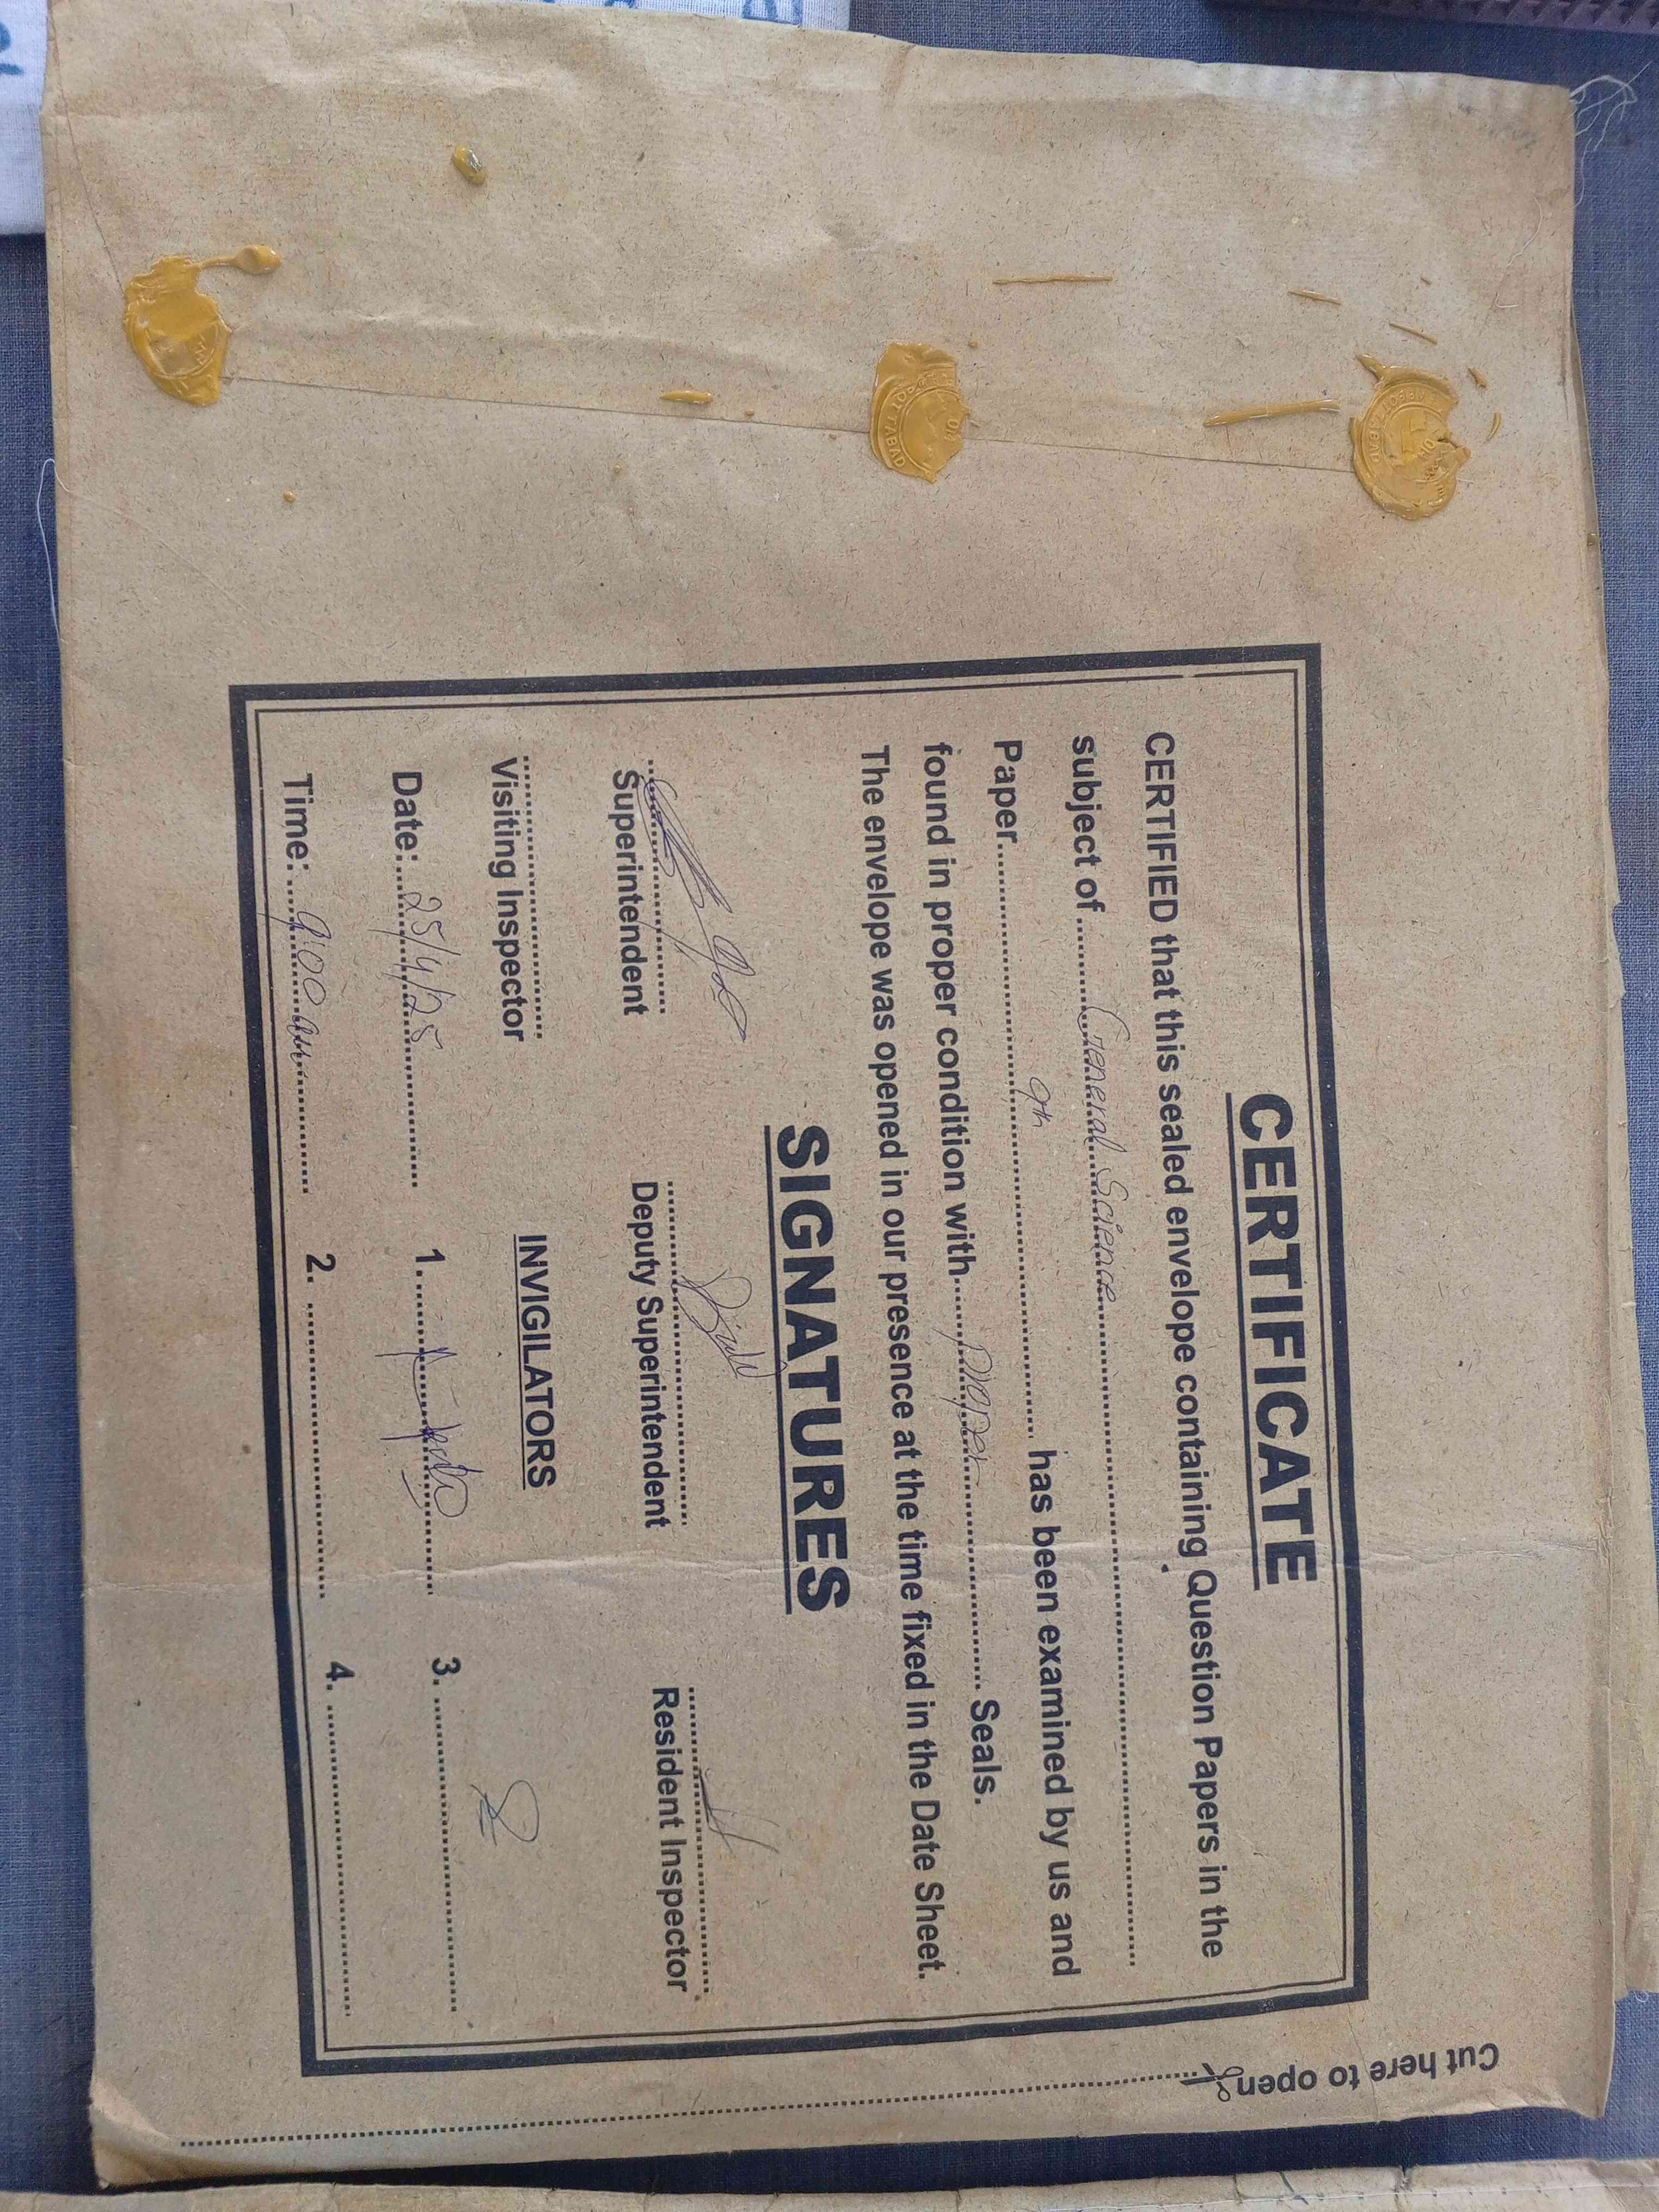 CERTIFICATE
CERTIFIED that this sealed envelope containing Question Papers in the
subject of General Science
Paper 9th has been examined by us and
found in proper condition with proper Seals.
The envelope was opened in our presence at the time fixed in the Date Sheet.
SIGNATURES
Superintendent Deputy Superintendent Resident Inspector
Visiting Inspector INVIGILATORS
Date: 25/4/25 1. 3.
Time: 9:00 am 2. 4.
Cut here to open
ABBOTTABAD
ABBOTTABAD